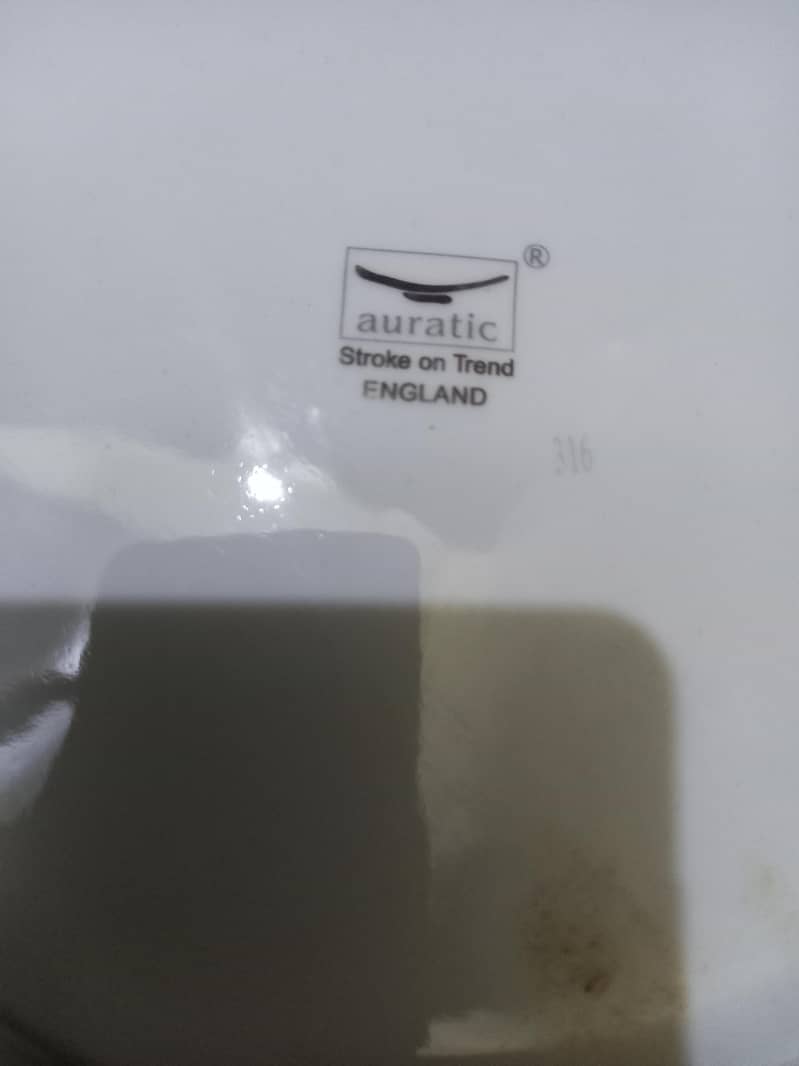 ®
auratic
Stroke on Trend
ENGLAND
316